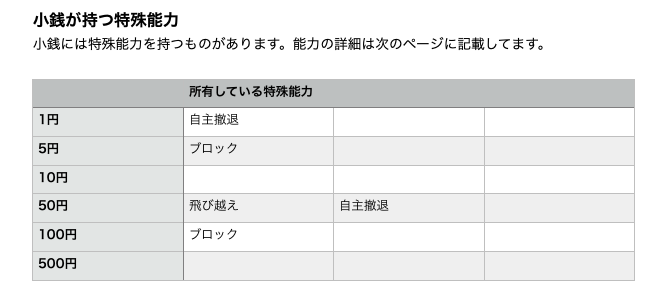 小銭が持つ特殊能力
小銭には特殊能力を持つものがあります。能力の詳細は次のページに記載してます。
所有している特殊能力
1円 自主撤退
5円 ブロック
10円
50円 飛び越え 自主撤退
100円 ブロック
500円